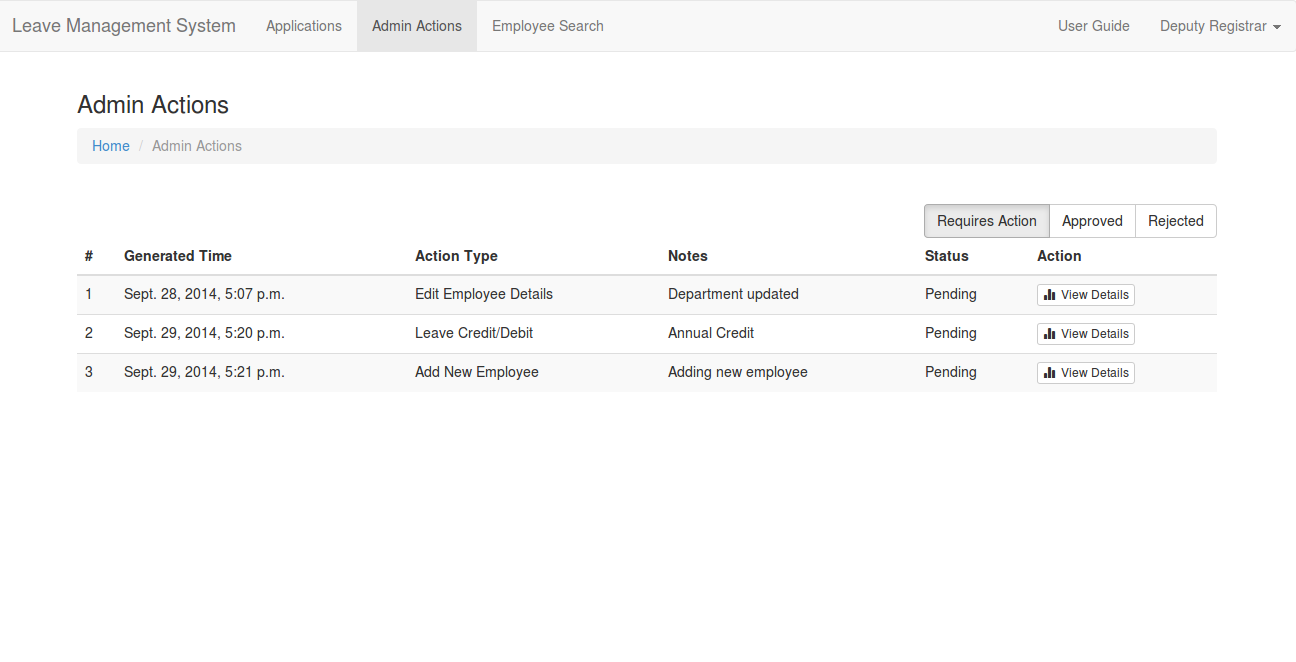 Leave Management System Applications Admin Actions Employee Search User Guide Deputy Registrar
Admin Actions
Home / Admin Actions
Requires Action Approved Rejected
# Generated Time Action Type Notes Status Action
1 Sept. 28, 2014, 5:07 p.m. Edit Employee Details Department updated Pending View Details
2 Sept. 29, 2014, 5:20 p.m. Leave Credit/Debit Annual Credit Pending View Details
3 Sept. 29, 2014, 5:21 p.m. Add New Employee Adding new employee Pending View Details